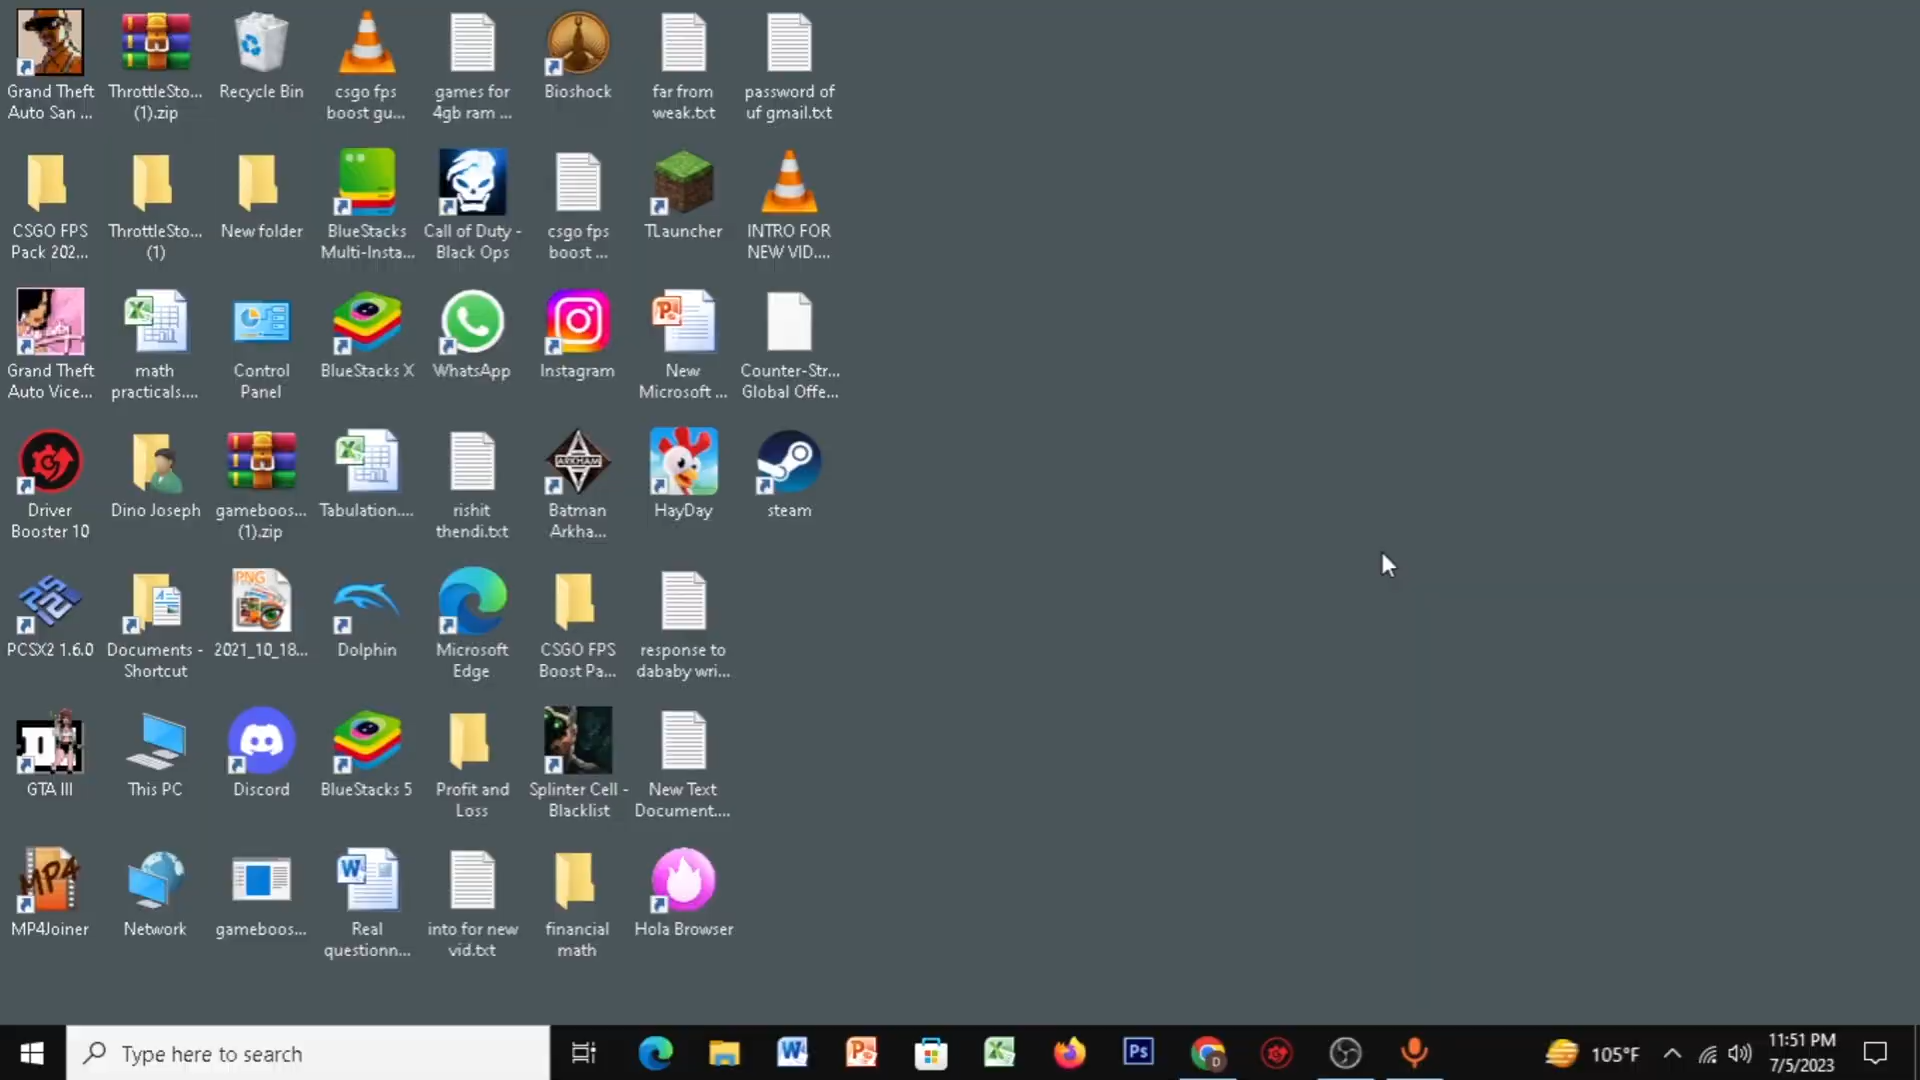 Grand Theft
Auto San ...
ThrottleSto...
(1).zip
Recycle Bin
csgo fps
boost gu...
games for
4gb ram ...
Bioshock
far from
weak.txt
password of
uf gmail.txt
CSGO FPS
Pack 202...
ThrottleSto...
(1)
New folder
BlueStacks
Multi-Insta...
Call of Duty -
Black Ops
csgo fps
boost ...
TLauncher
INTRO FOR
NEW VID....
Grand Theft
Auto Vice...
math
practicals....
Control
Panel
BlueStacks X
WhatsApp
Instagram
New
Microsoft ...
Counter-Str...
Global Offe...
Driver
Booster 10
Dino Joseph
gameboos...
(1).zip
Tabulation....
rishit
thendi.txt
ARKHAM
Batman
Arkha...
HayDay
steam
PCSX2 1.6.0
Documents -
Shortcut
PNG
2021_10_18...
Dolphin
Microsoft
Edge
CSGO FPS
Boost Pa...
response to
dababy wri...
GTA III
This PC
Discord
BlueStacks 5
Profit and
Loss
Splinter Cell -
Blacklist
New Text
Document....
MP4
MP4Joiner
Network
gameboos...
Real
questionn...
into for new
vid.txt
financial
math
Hola Browser
Type here to search
Ps
D
105°F
11:51 PM
7/5/2023